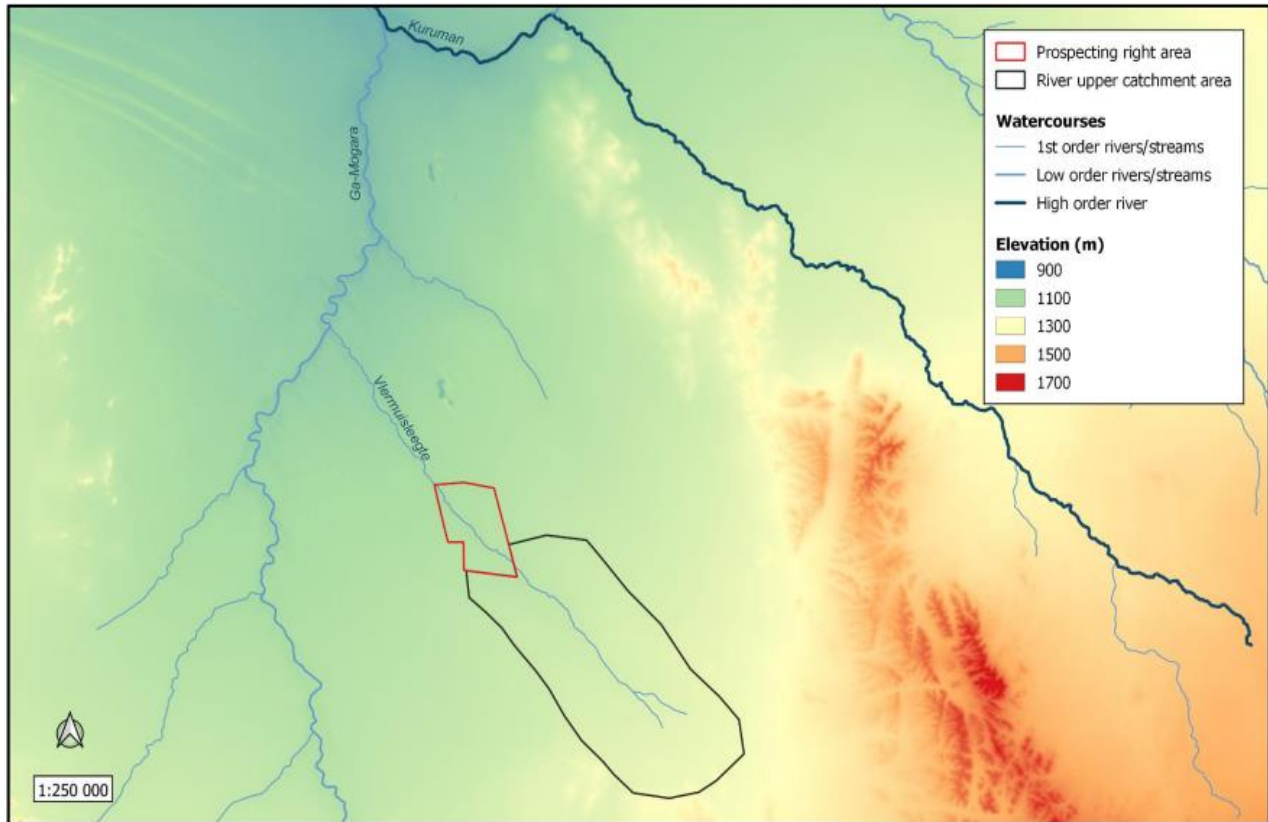 Kuruman
Ga-Mogara
Vlermuisleegte
Prospecting right area
River upper catchment area
Watercourses
1st order rivers/streams
Low order rivers/streams
High order river
Elevation (m)
900
1100
1300
1500
1700
1:250 000